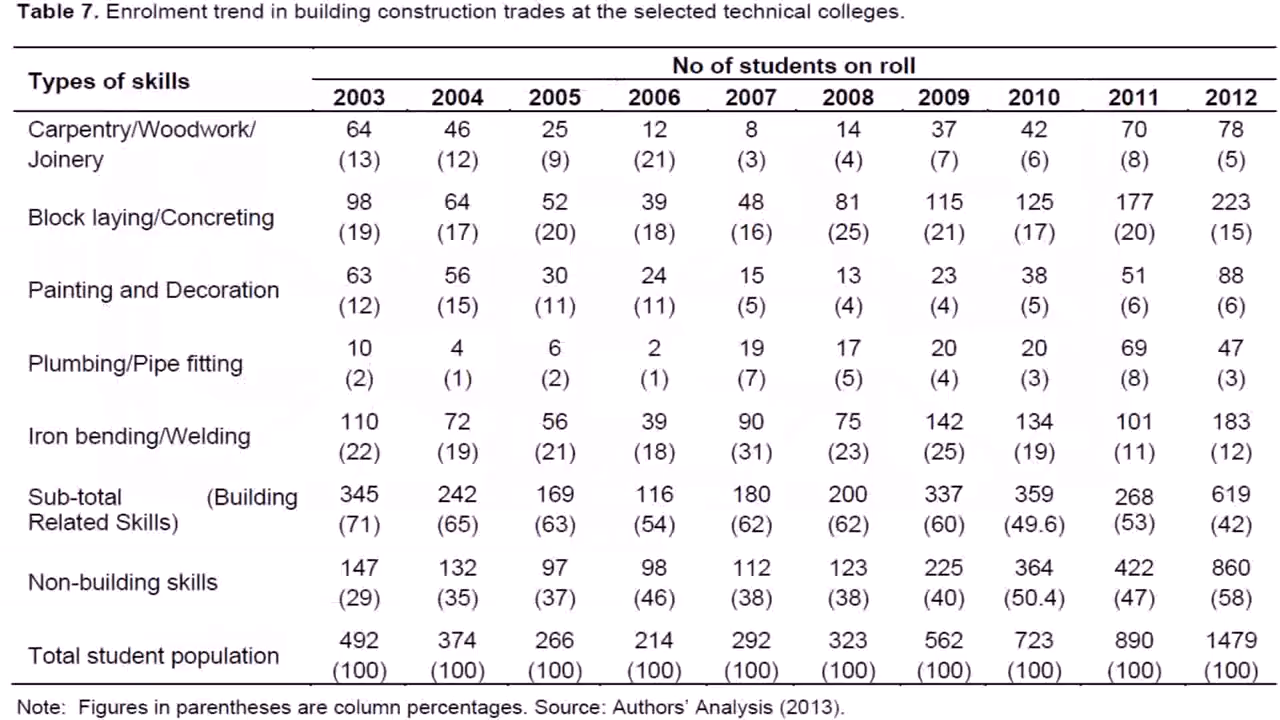 Table 7. Enrolment trend in building construction trades at the selected technical colleges.
Types of skills No of students on roll
2003 2004 2005 2006 2007 2008 2009 2010 2011 2012
Carpentry/Woodwork/ 64 46 25 12 8 14 37 42 70 78
Joinery (13) (12) (9) (21) (3) (4) (7) (6) (8) (5)
Block laying/Concreting 98 64 52 39 48 81 115 125 177 223
(19) (17) (20) (18) (16) (25) (21) (17) (20) (15)
Painting and Decoration 63 56 30 24 15 13 23 38 51 88
(12) (15) (11) (11) (5) (4) (4) (5) (6) (6)
Plumbing/Pipe fitting 10 4 6 2 19 17 20 20 69 47
(2) (1) (2) (1) (7) (5) (4) (3) (8) (3)
Iron bending/Welding 110 72 56 39 90 75 142 134 101 183
(22) (19) (21) (18) (31) (23) (25) (19) (11) (12)
Sub-total (Building 345 242 169 116 180 200 337 359 268 619
Related Skills) (71) (65) (63) (54) (62) (62) (60) (49.6) (53) (42)
Non-building skills 147 132 97 98 112 123 225 364 422 860
(29) (35) (37) (46) (38) (38) (40) (50.4) (47) (58)
Total student population 492 374 266 214 292 323 562 723 890 1479
(100) (100) (100) (100) (100) (100) (100) (100) (100) (100)
Note: Figures in parentheses are column percentages. Source: Authors' Analysis (2013).